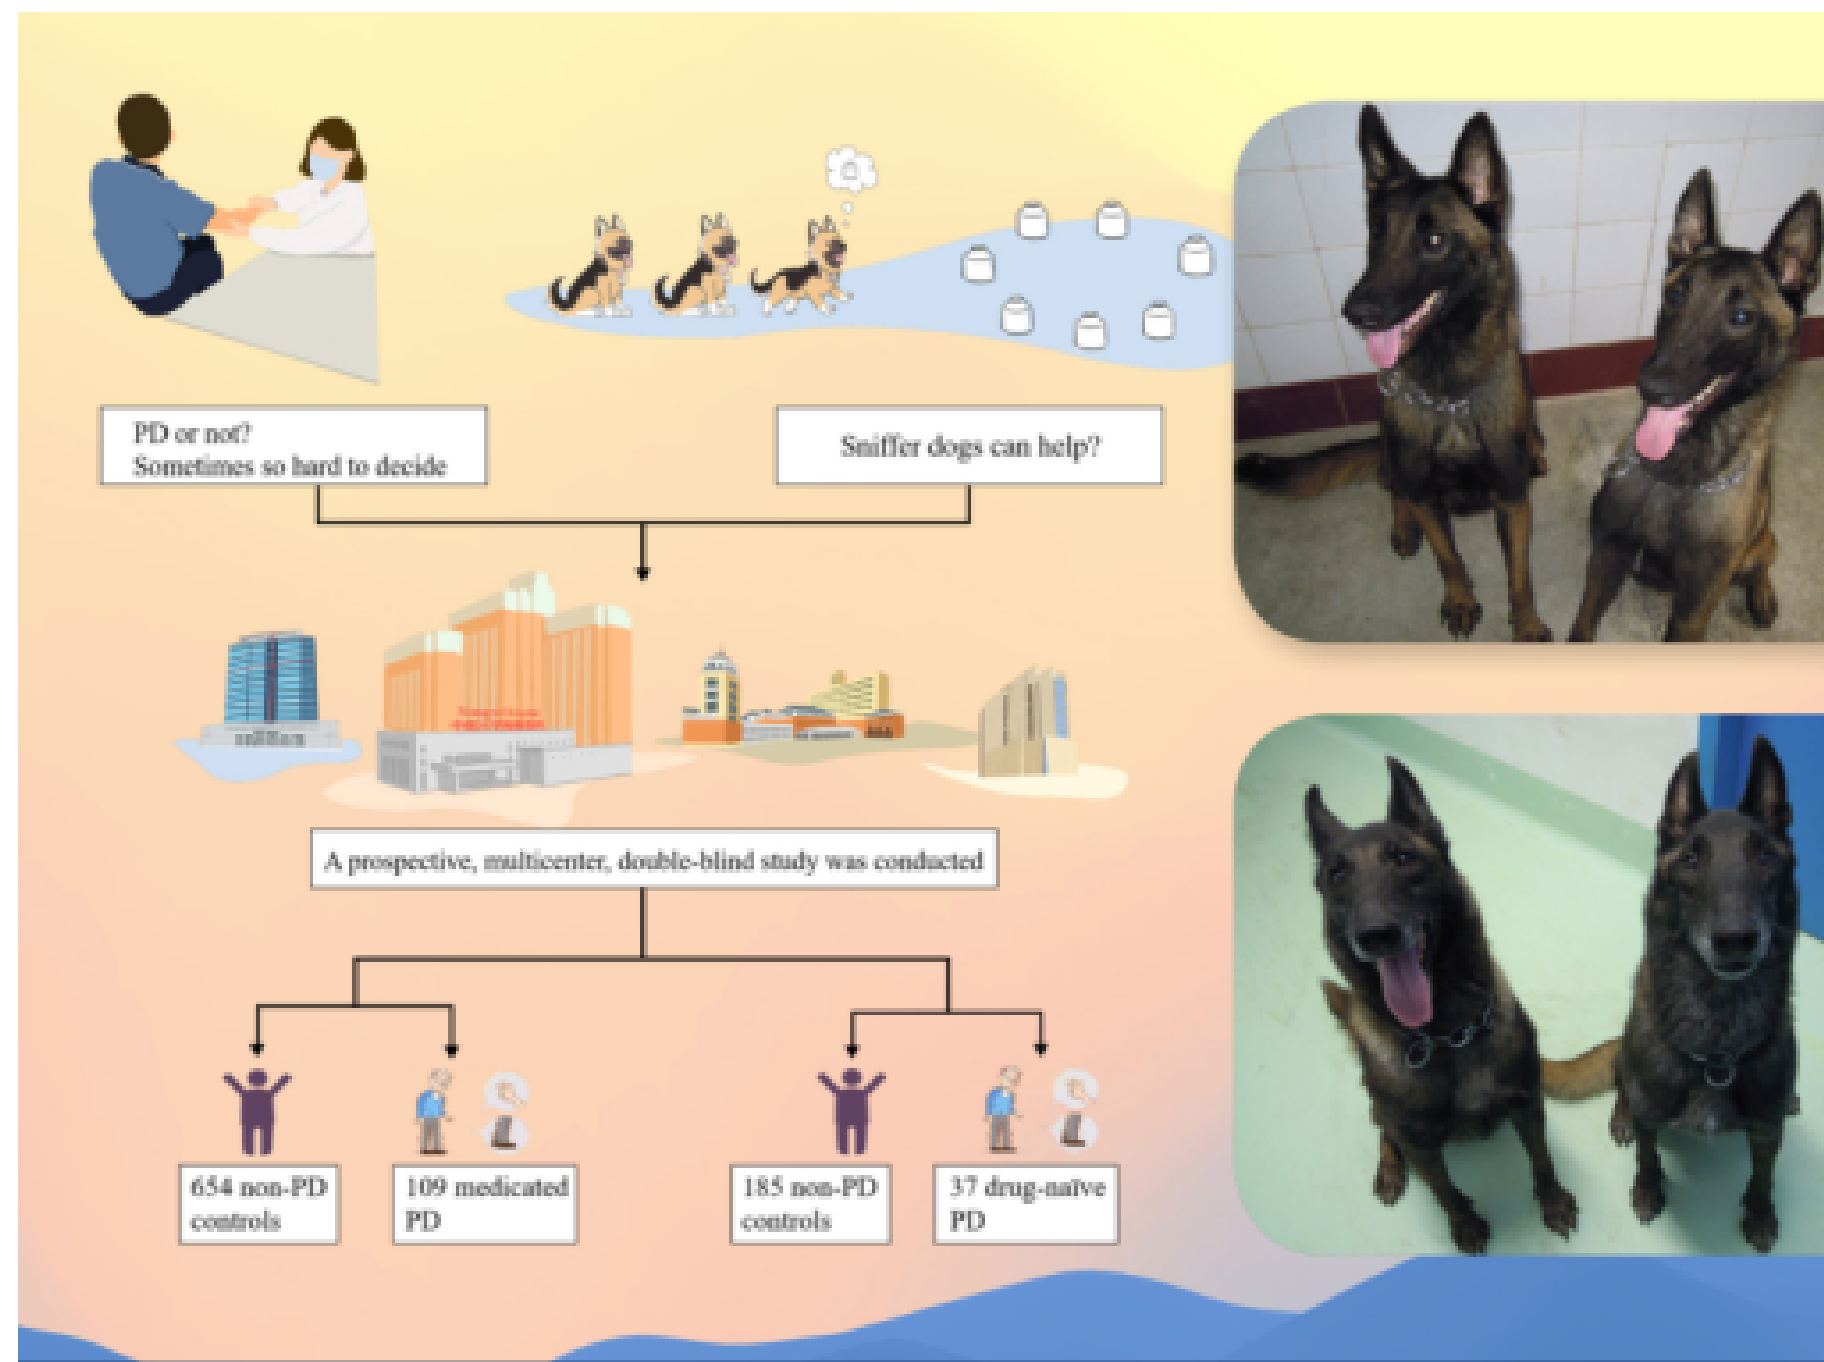 PD or not?
Sometimes so hard to decide
Sniffer dogs can help?
A prospective, multicenter, double-blind study was conducted
654 non-PD
controls
109 medicated
PD
185 non-PD
controls
37 drug-naïve
PD